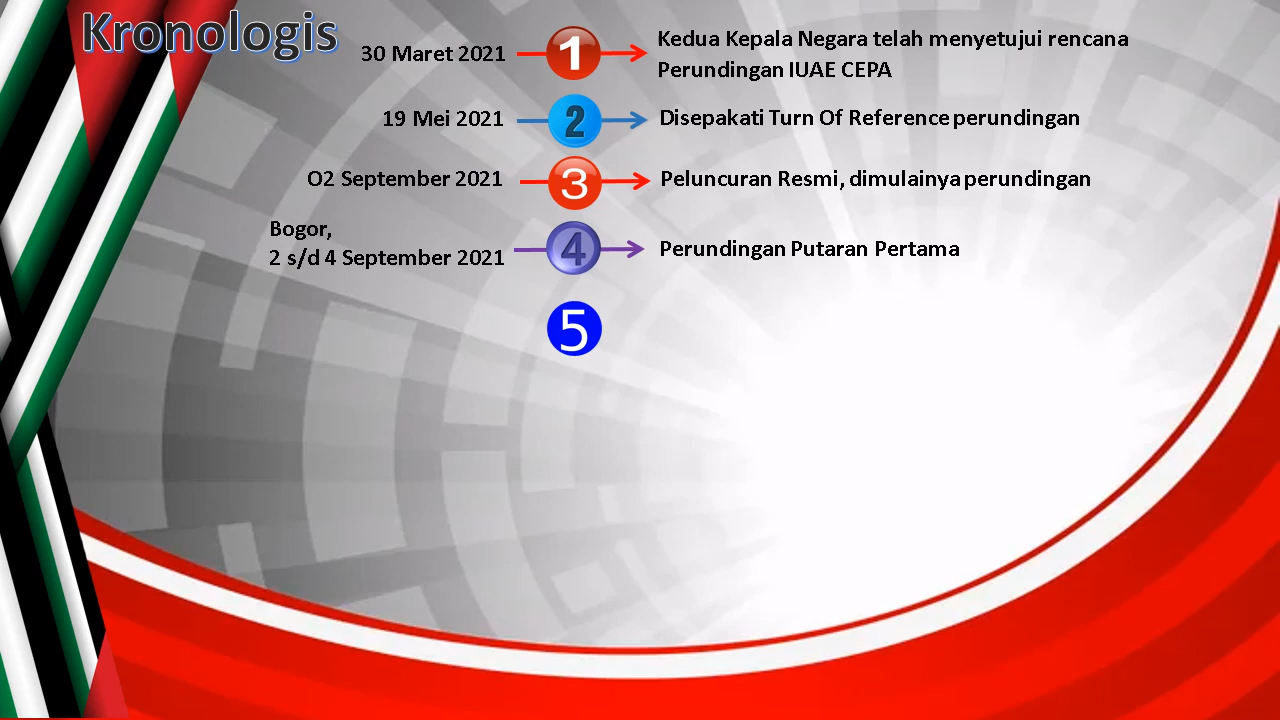 Kronologis
30 Maret 2021
1
Kedua Kepala Negara telah menyetujui rencana
Perundingan IUAE CEPA
19 Mei 2021
2
Disepakati Turn Of Reference perundingan
O2 September 2021
3
Peluncuran Resmi, dimulainya perundingan
Bogor,
2 s/d 4 September 2021
4
Perundingan Putaran Pertama
5